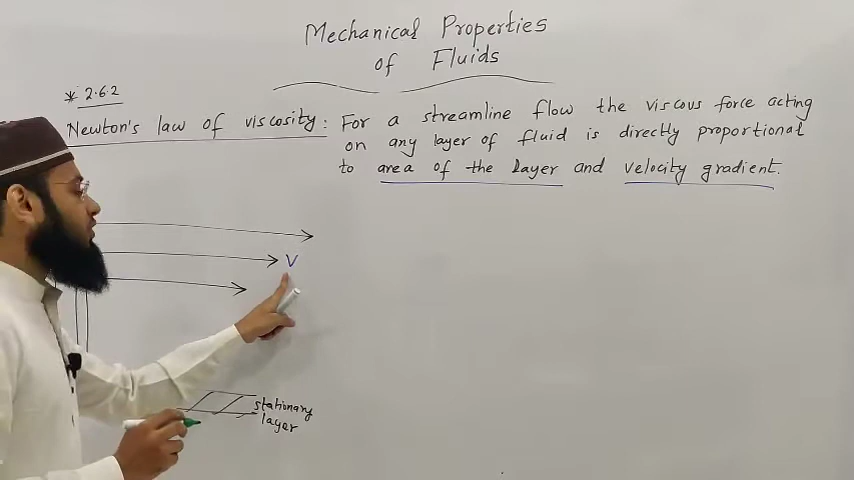 Mechanical Properties
of Fluids
* 2.6.2
Newton's law of viscosity: For a streamline flow the viscous force acting
on any layer of fluid is directly proportional
to area of the layer and velocity gradient.
V
stationary
layer